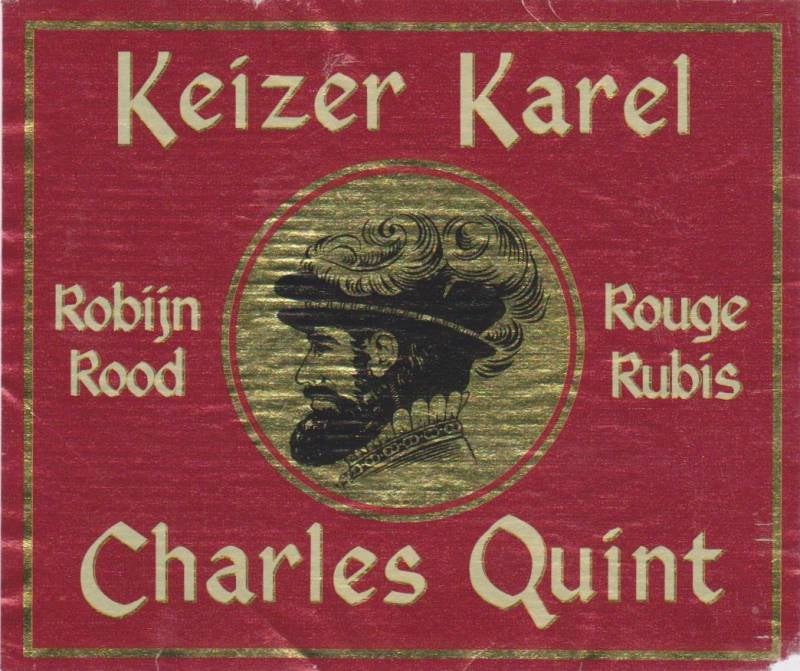 Keizer Karel
Robijn
Rood
Rouge
Rubis
Charles Quint